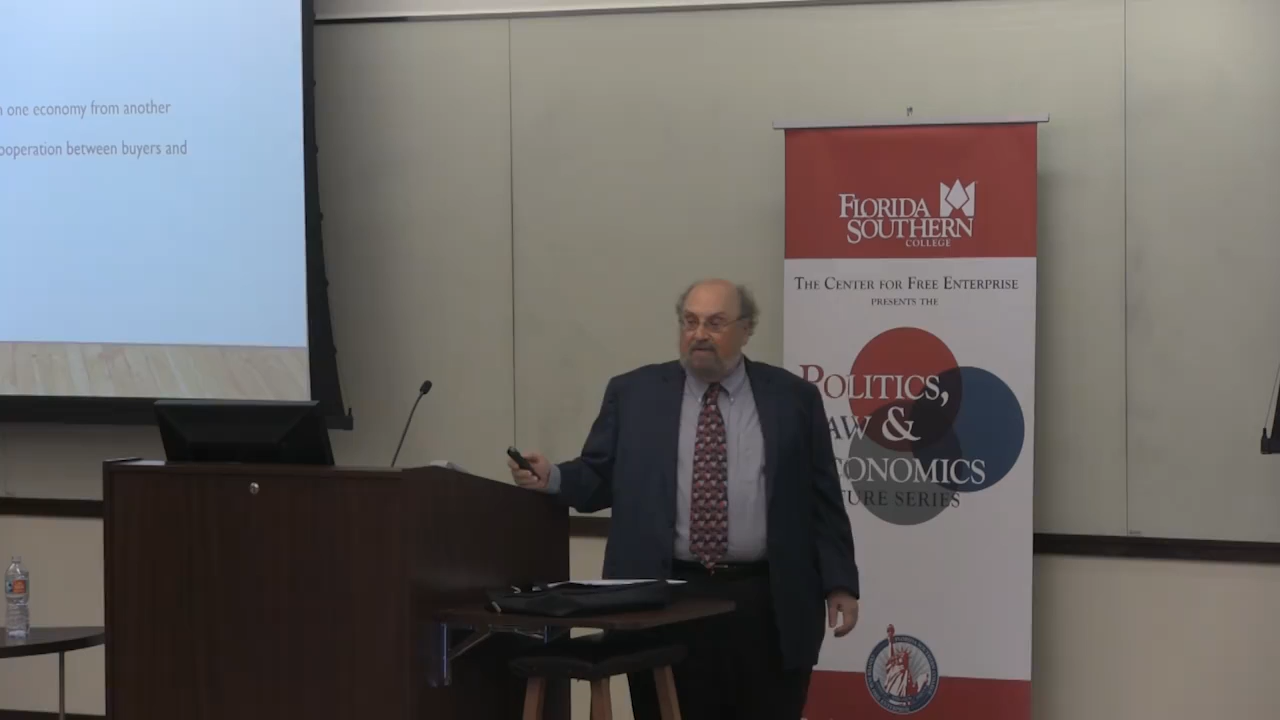 one economy from another
between buyers and
FLORIDA
SOUTHERN
COLLEGE
THE CENTER FOR FREE ENTERPRISE
PRESENTS THE
POLITICS,
AW &
CONOMICS
TURE SERIES